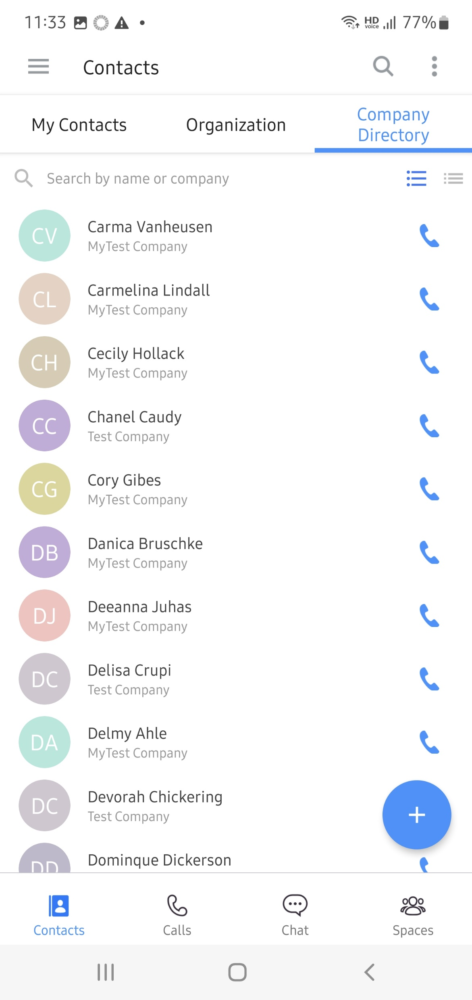 11:33
HD voice 77%
Contacts
My Contacts Organization Company Directory
Search by name or company
CV Carma Vanheusen
MyTest Company
CL Carmelina Lindall
MyTest Company
CH Cecily Hollack
MyTest Company
CC Chanel Caudy
Test Company
CG Cory Gibes
MyTest Company
DB Danica Bruschke
MyTest Company
DJ Deeanna Juhas
MyTest Company
DC Delisa Crupi
Test Company
DA Delmy Ahle
MyTest Company
DC Devorah Chickering
Test Company
DD Dominque Dickerson
Contacts Calls Chat Spaces